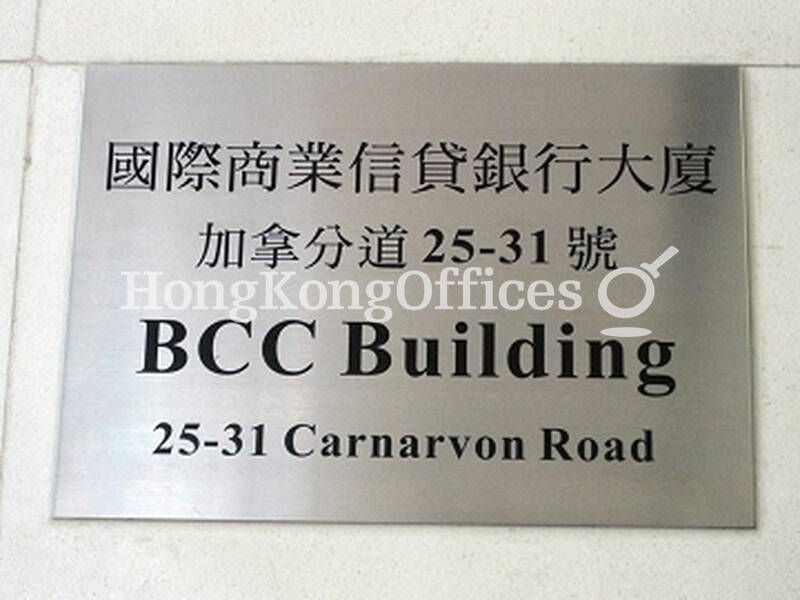 國際商業信貸銀行大廈
加拿分道 25-31 號
HongKongOffices
BCC Building
25-31 Carnarvon Road